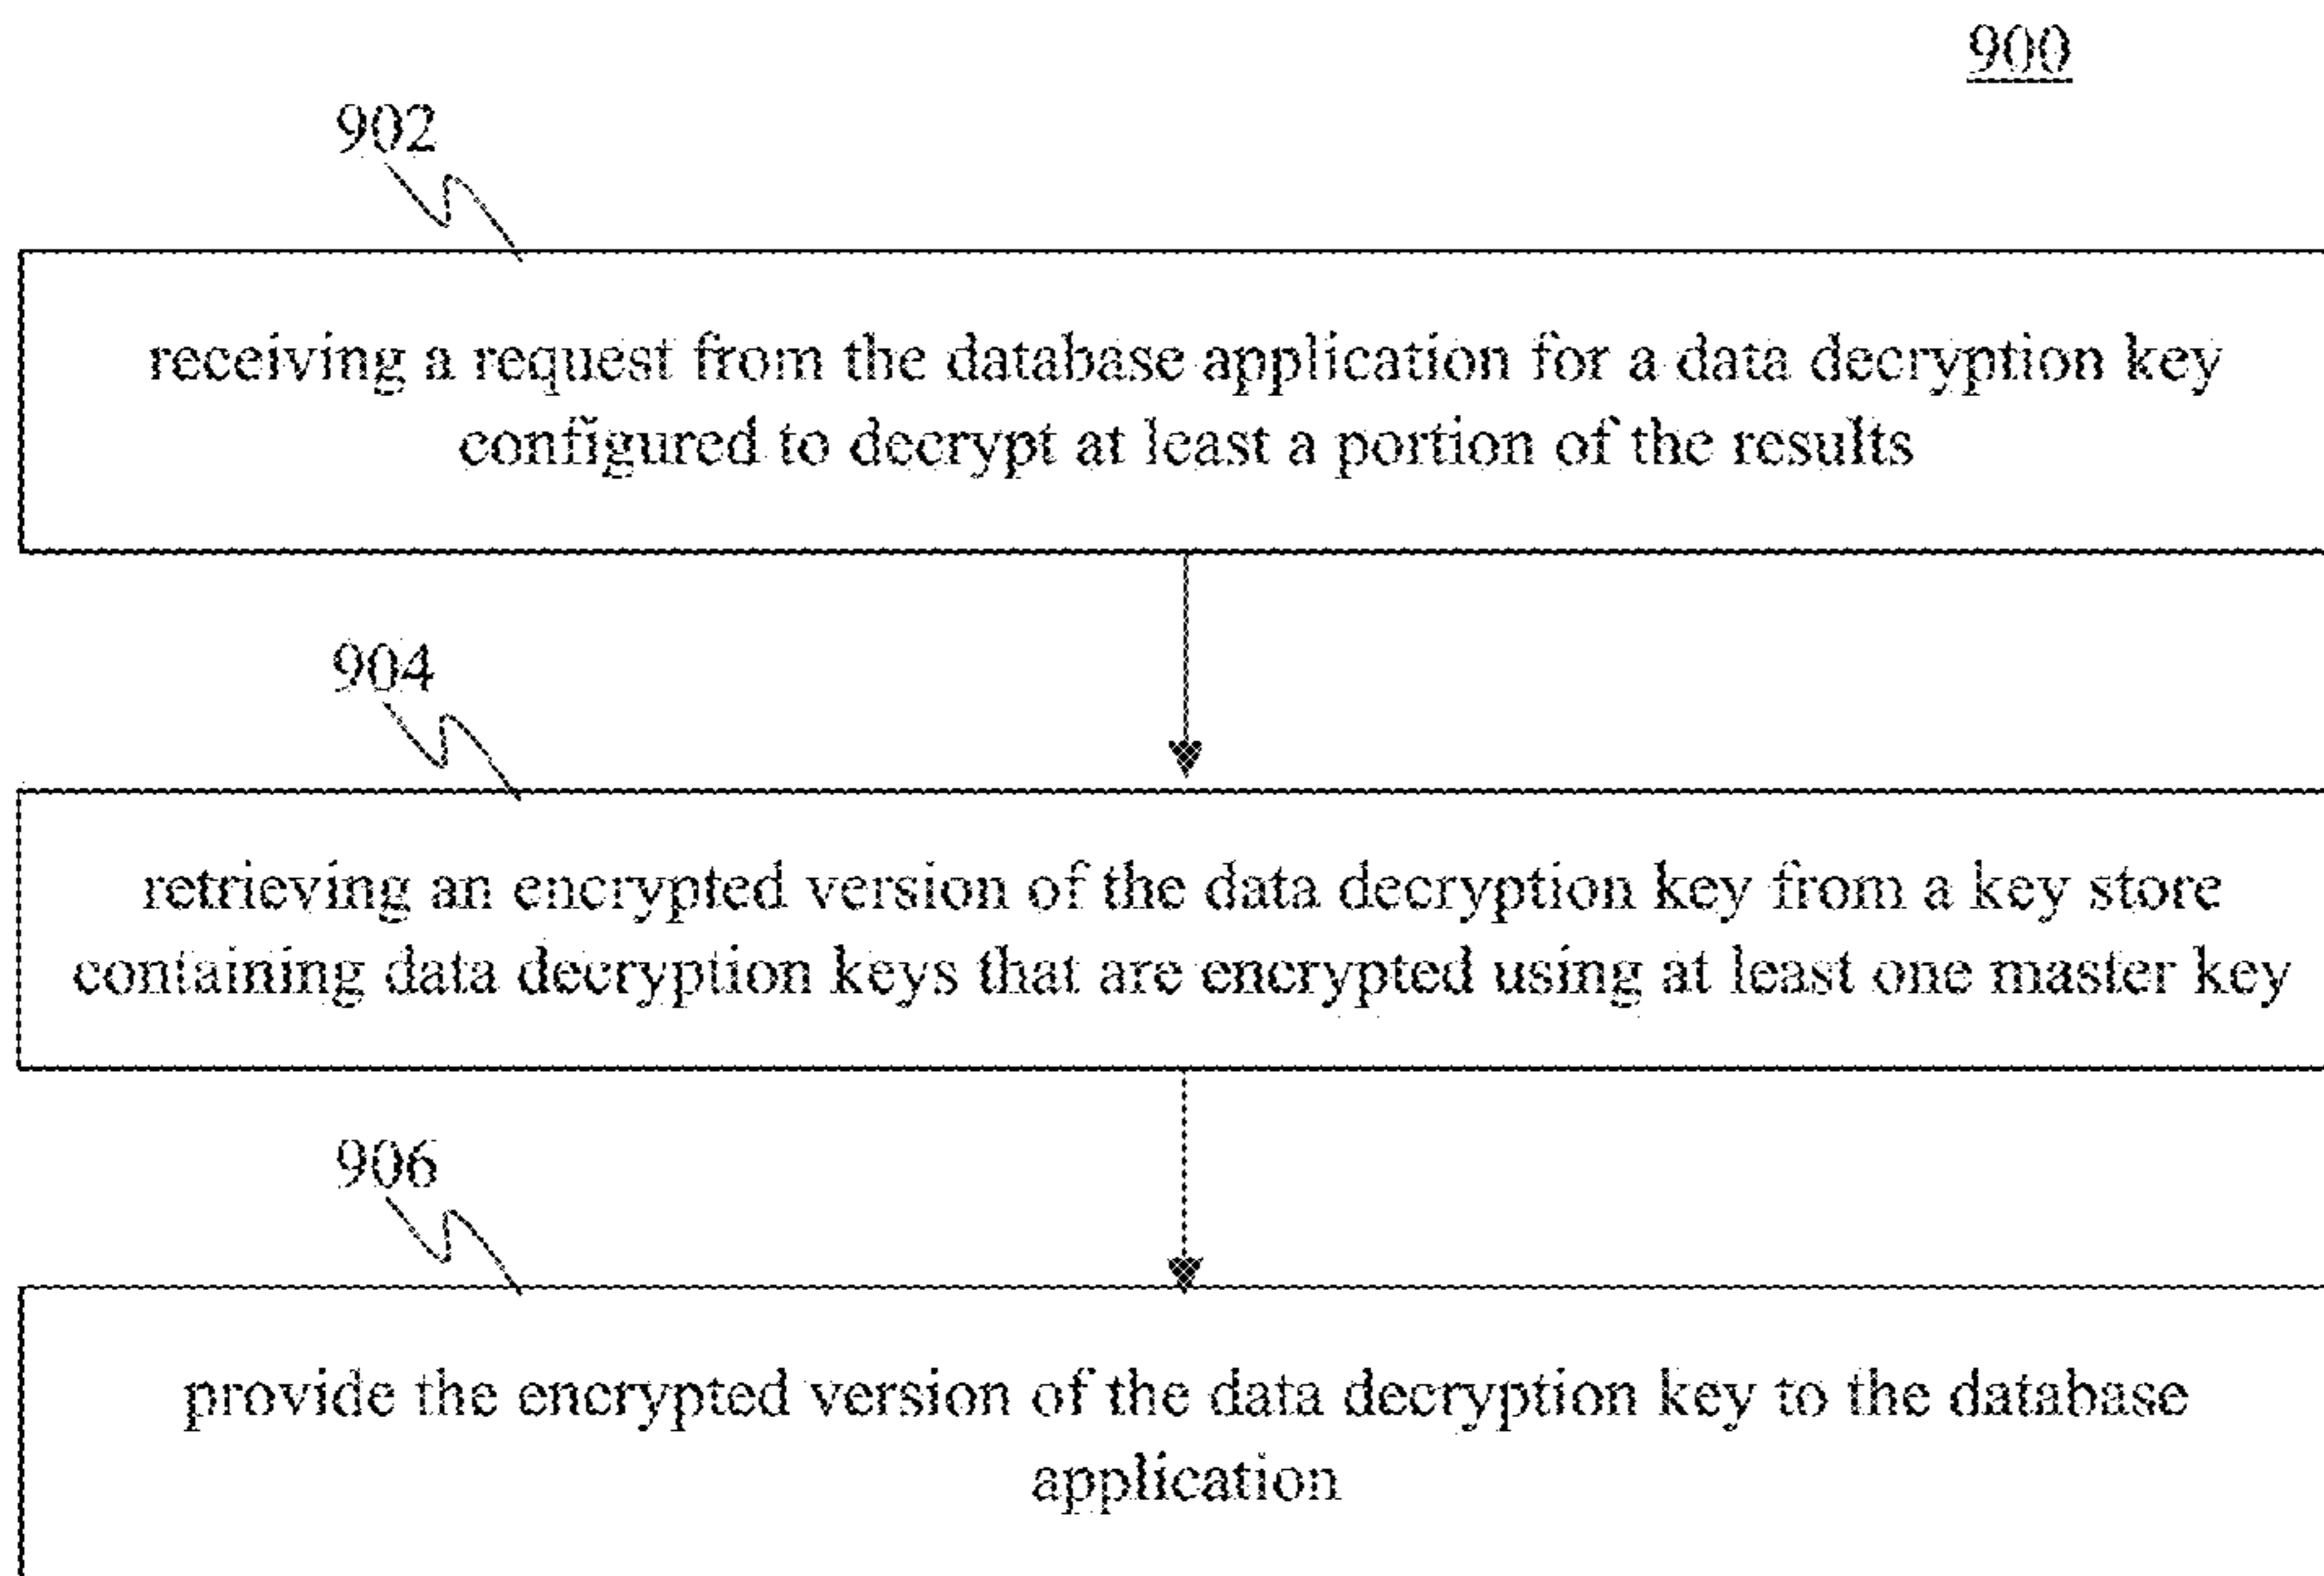 900
902
receiving a request from the database application for a data decryption key
configured to decrypt at least a portion of the results
904
retrieving an encrypted version of the data decryption key from a key store
containing data decryption keys that are encrypted using at least one master key
906
provide the encrypted version of the data decryption key to the database
application